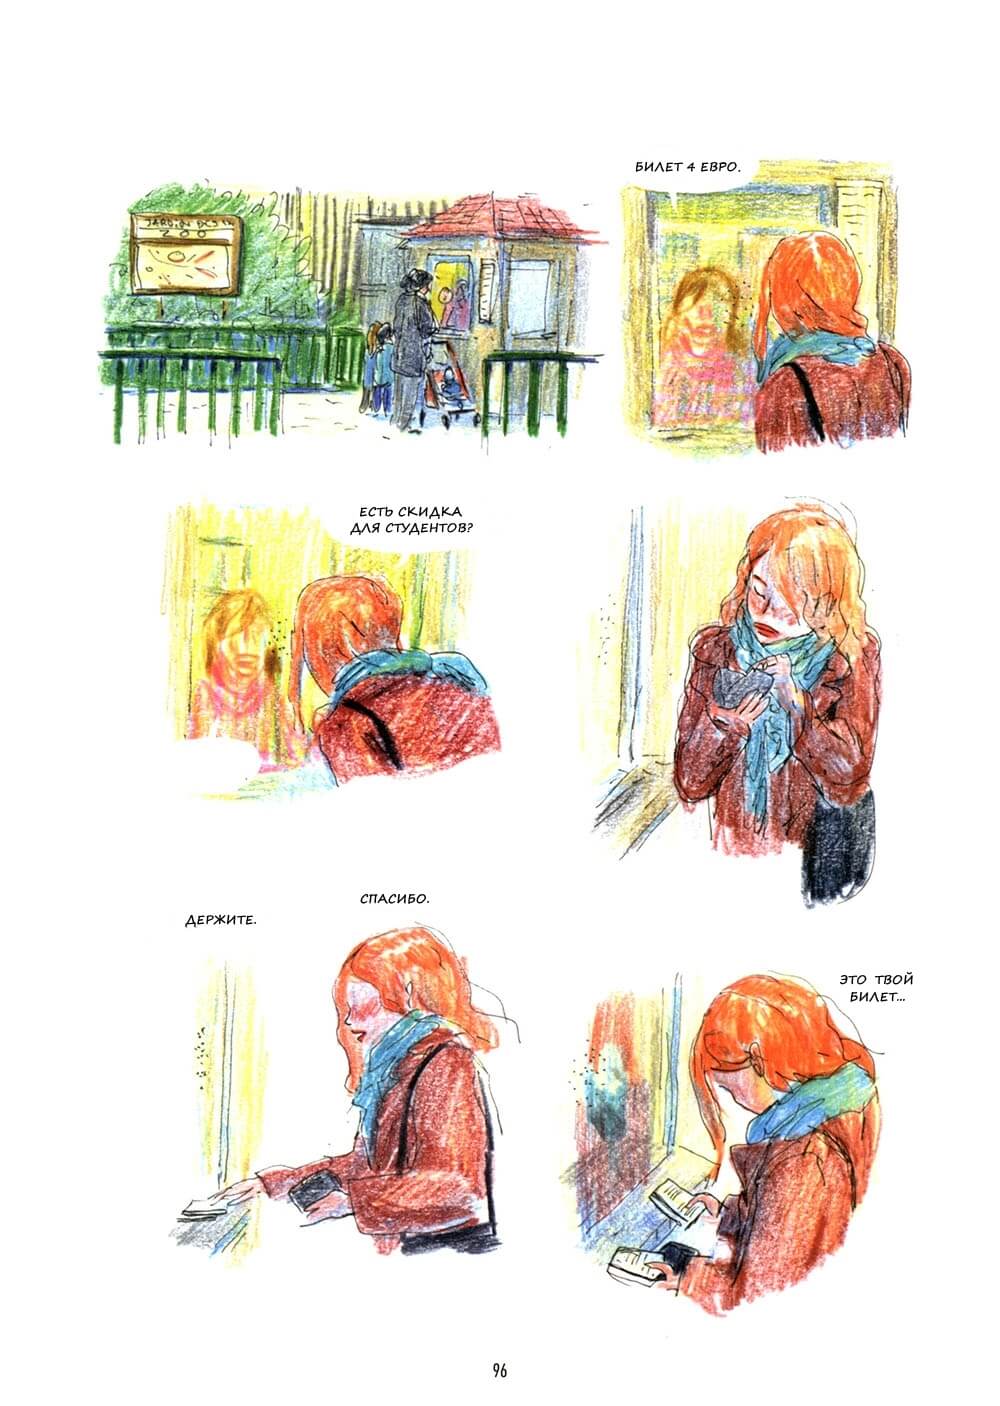 JARDIN DES
ZOO
БИЛЕТ 4 ЕВРО.
ЕСТЬ СКИДКА
ДЛЯ СТУДЕНТОВ?
СПАСИБО.
ДЕРЖИТЕ.
ЭТО ТВОЙ
БИЛЕТ...
96